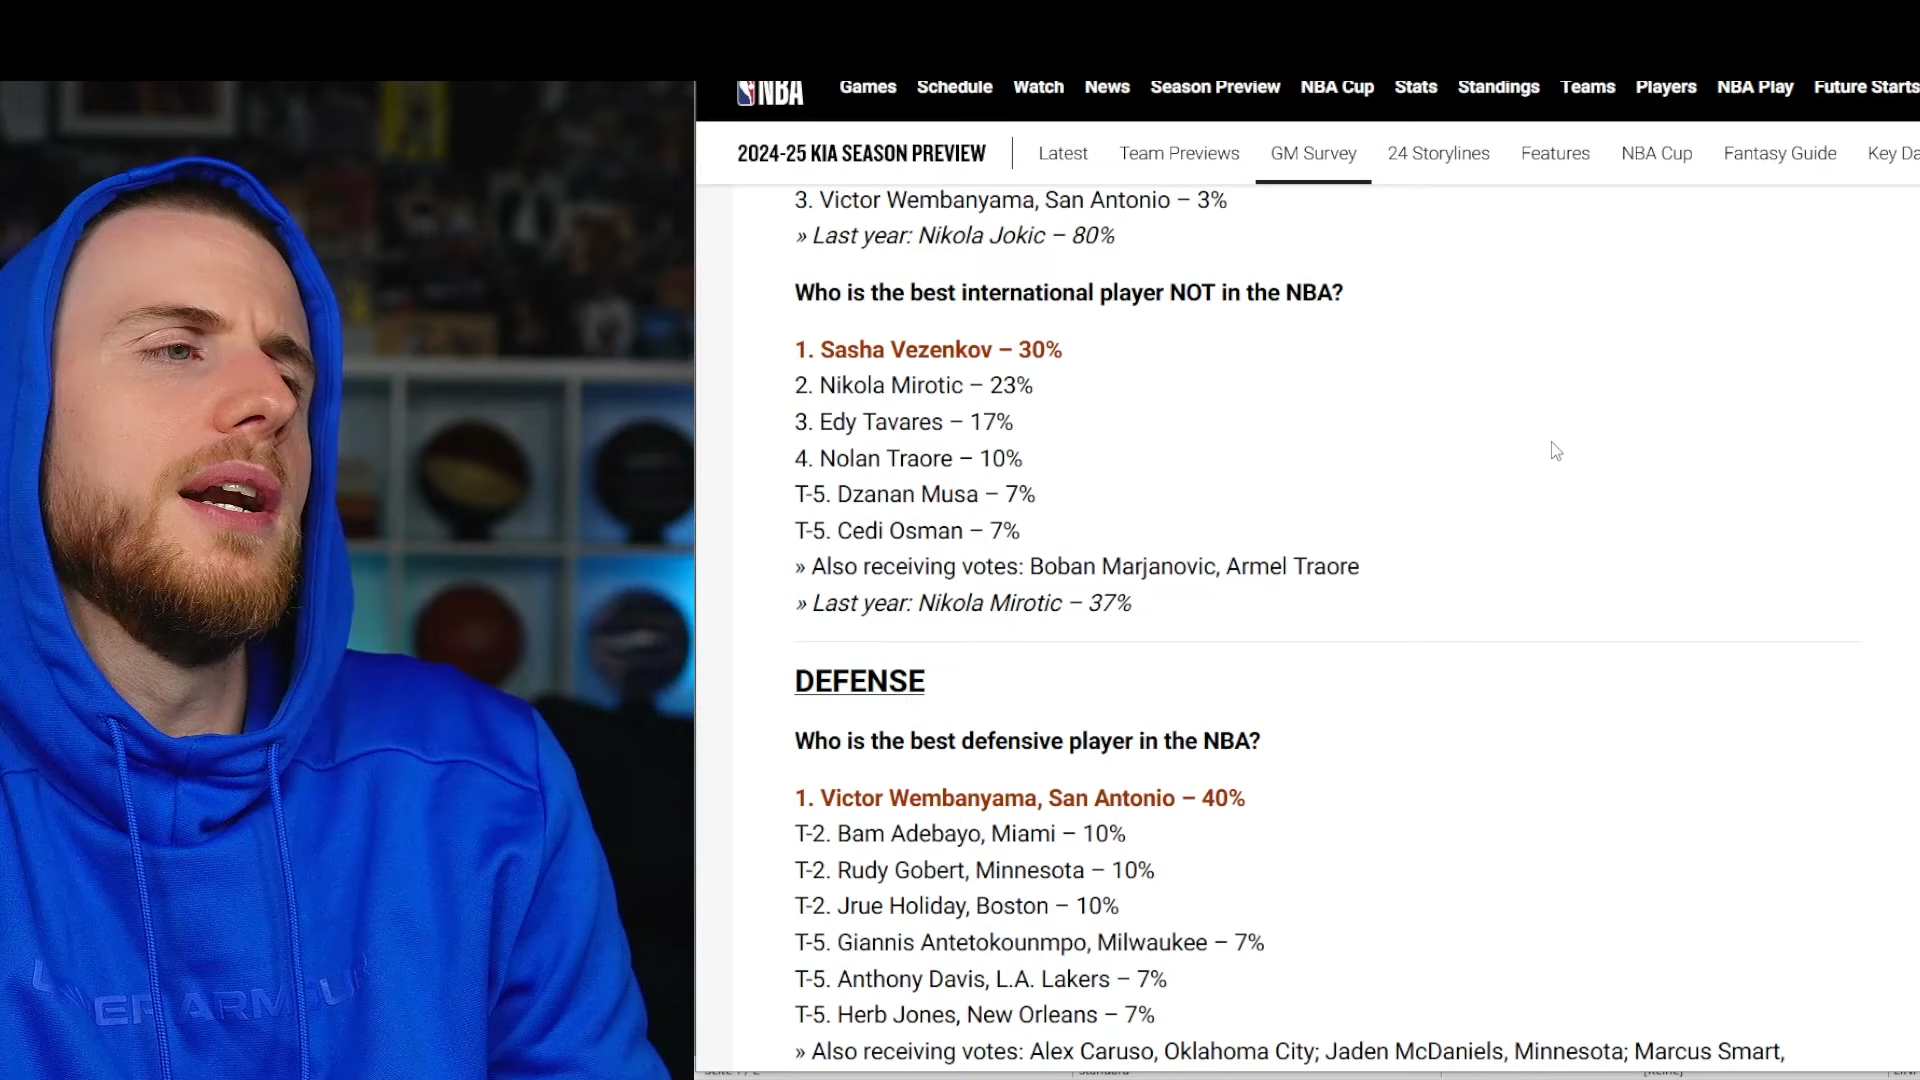 NBA Games Schedule Watch News Season Preview NBA Cup Stats Standings Teams Players NBA Play Future Starts
2024-25 KIA SEASON PREVIEW Latest Team Previews GM Survey 24 Storylines Features NBA Cup Fantasy Guide Key Da
3. Victor Wembanyama, San Antonio – 3%
» Last year: Nikola Jokic – 80%
Who is the best international player NOT in the NBA?
1. Sasha Vezenkov – 30%
2. Nikola Mirotic – 23%
3. Edy Tavares – 17%
4. Nolan Traore – 10%
T-5. Dzanan Musa – 7%
T-5. Cedi Osman – 7%
» Also receiving votes: Boban Marjanovic, Armel Traore
» Last year: Nikola Mirotic – 37%
DEFENSE
Who is the best defensive player in the NBA?
1. Victor Wembanyama, San Antonio – 40%
T-2. Bam Adebayo, Miami – 10%
T-2. Rudy Gobert, Minnesota – 10%
T-2. Jrue Holiday, Boston – 10%
T-5. Giannis Antetokounmpo, Milwaukee – 7%
T-5. Anthony Davis, L.A. Lakers – 7%
T-5. Herb Jones, New Orleans – 7%
» Also receiving votes: Alex Caruso, Oklahoma City; Jaden McDaniels, Minnesota; Marcus Smart,
UNDER ARMOUR